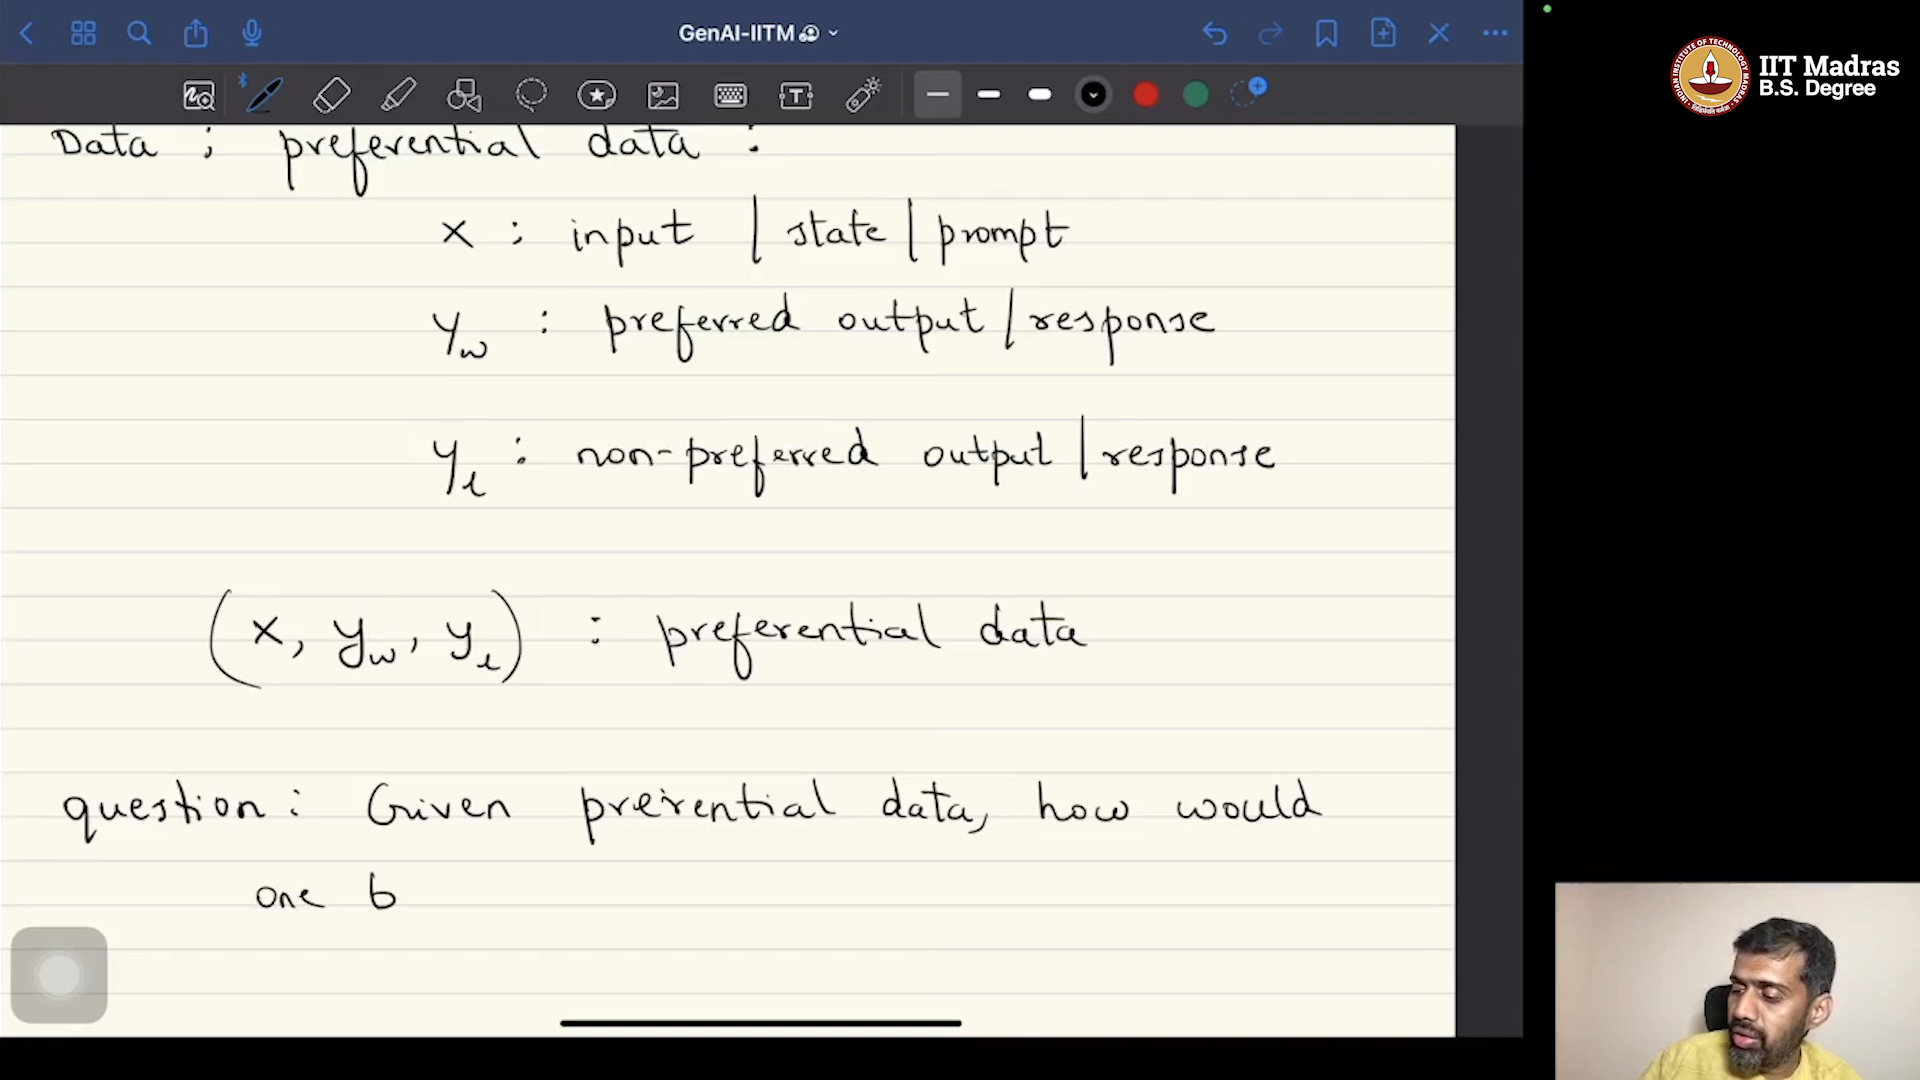 GenAI-IITM
IIT Madras
B.S. Degree
Data ; preferential data :
x : input | state | prompt
y_w : preferred output / response
y_l : non-preferred output | response
(x, y_w, y_l) : preferential data
question : Given prerential data, how would
one b